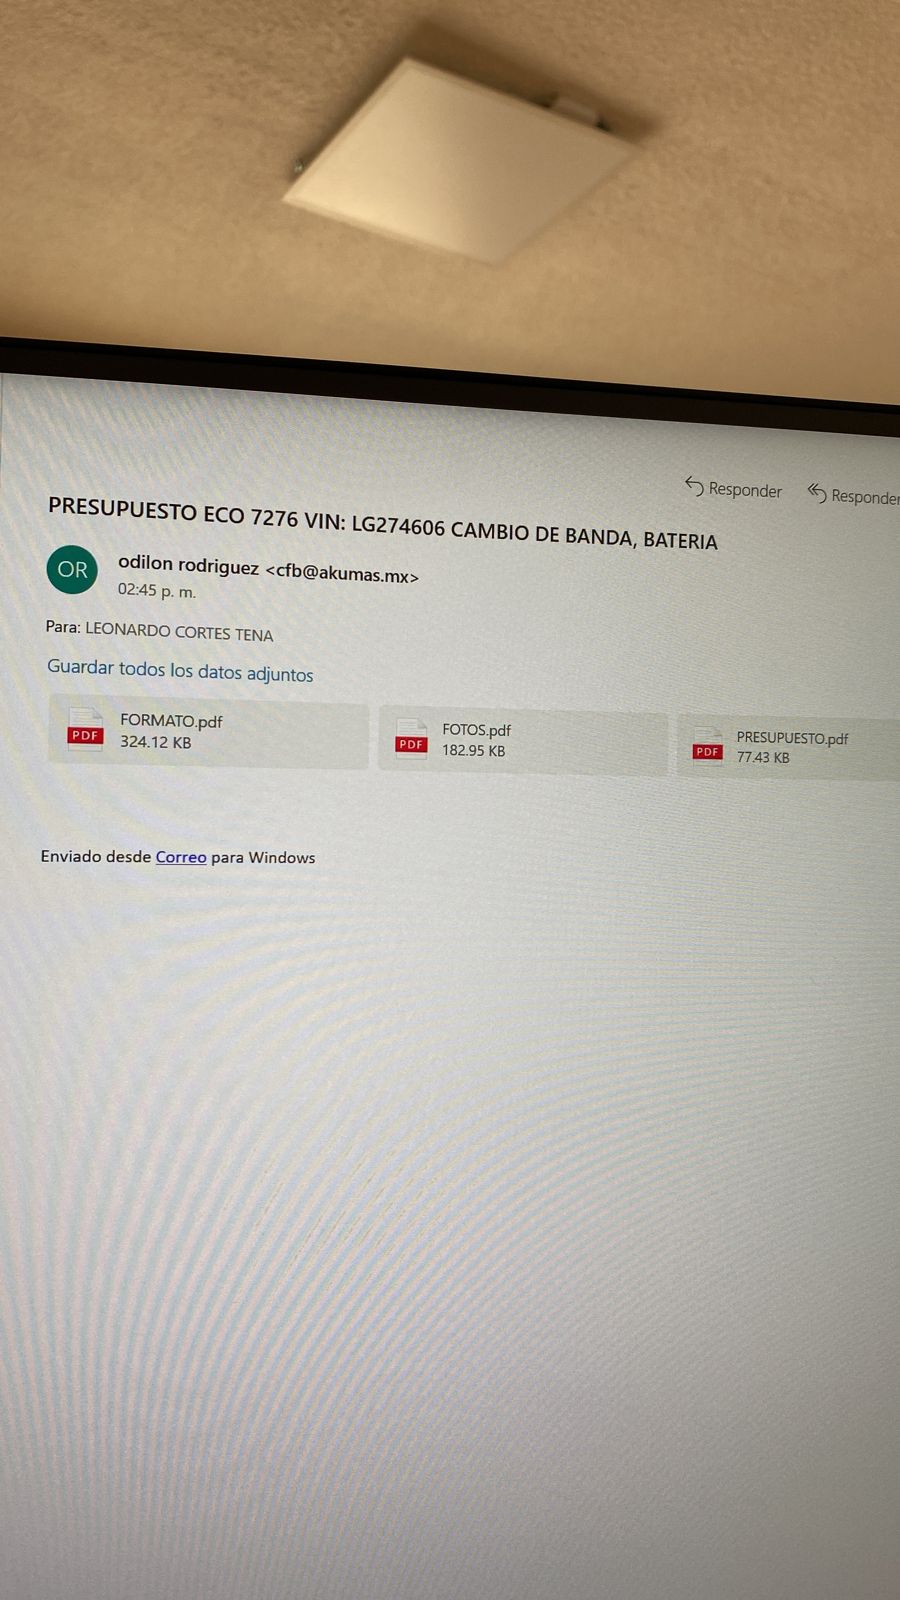 Responder
Responder
PRESUPUESTO ECO 7276 VIN: LG274606 CAMBIO DE BANDA, BATERIA
OR
odilon rodriguez <cfb@akumas.mx>
02:45 p. m.
Para: LEONARDO CORTES TENA
Guardar todos los datos adjuntos
PDF
FORMATO.pdf
324.12 KB
PDF
FOTOS.pdf
182.95 KB
PDF
PRESUPUESTO.pdf
77.43 KB
Enviado desde Correo para Windows